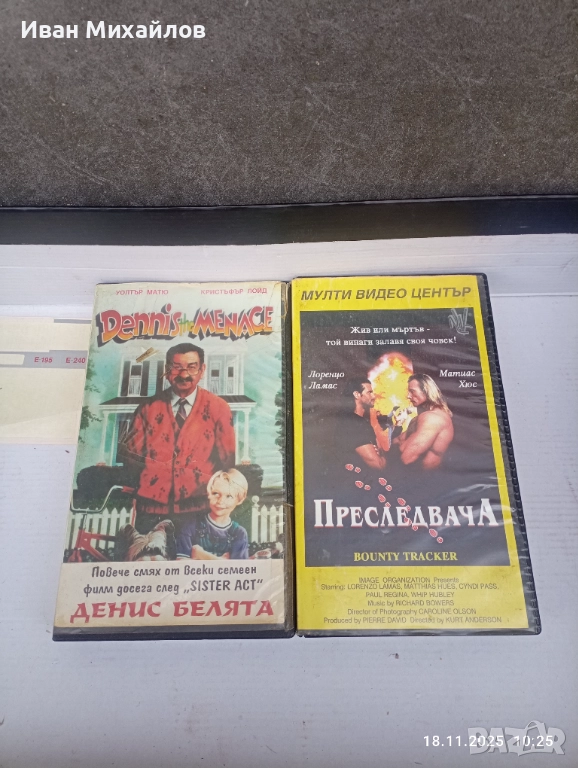 Иван Михайлов
УОЛТЪР МАТЮ
КРИСТЪФЪР ЛОЙД
Dennis the MENACE
Повече смях от всеки семеен
филм досега след „SISTER ACT“
ДЕНИС БЕЛЯТА
E-195 E-240
МУЛТИ ВИДЕО ЦЕНТЪР
Жив или мъртъв -
той винаги залавя своя човек!
Лоренцо
Ламас
Матиас
Хюс
ПРЕСЛЕДВАЧА
BOUNTY TRACKER
IMAGE ORGANIZATION Presents
Starring: LORENZO LAMAS, MATTHIAS HUES, CYNDI PASS,
PAUL REGINA, WHIP HUBLEY
Music by RICHARD BOWERS
Director of Photography CAROLINE OLSON
Produced by PIERRE DAVID Directed by KURT ANDERSON
18.11.2025 10:25
BAZAR